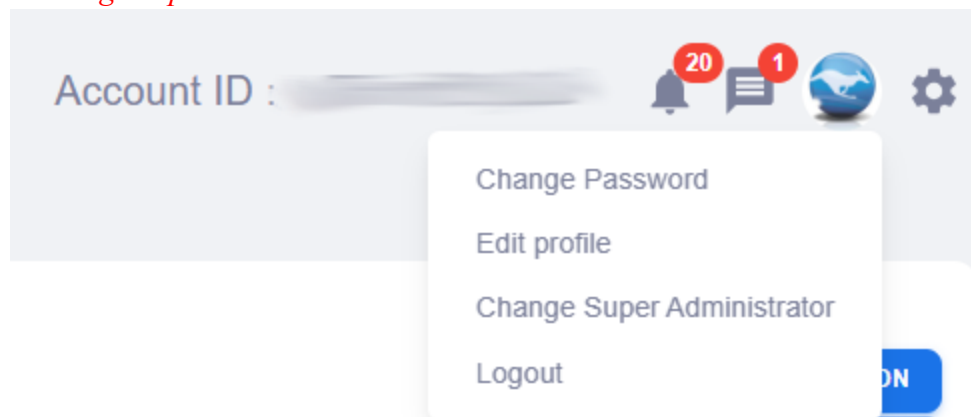 Account ID :
20
1
Change Password
Edit profile
Change Super Administrator
Logout
ON